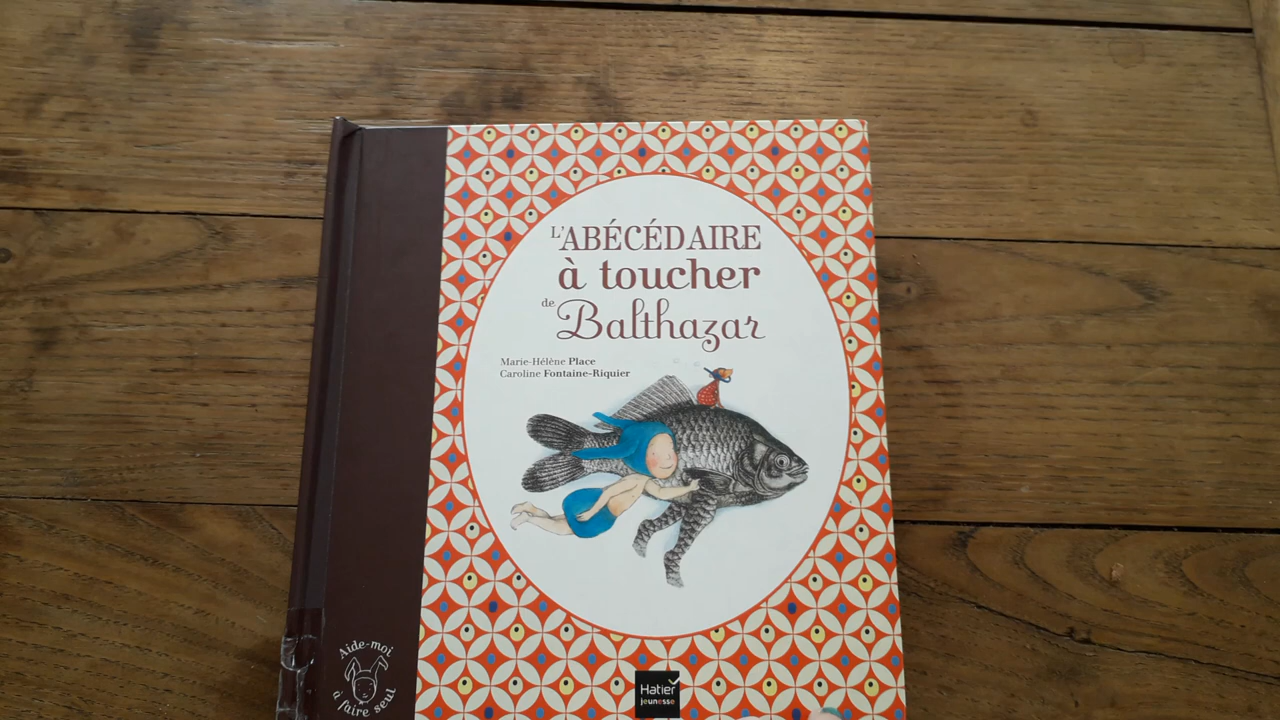 L'ABÉCÉDAIRE
à toucher
de Balthazar
Marie-Hélène Place
Caroline Fontaine-Riquier
Aide-moi
à faire seul
Hatier
jeunesse